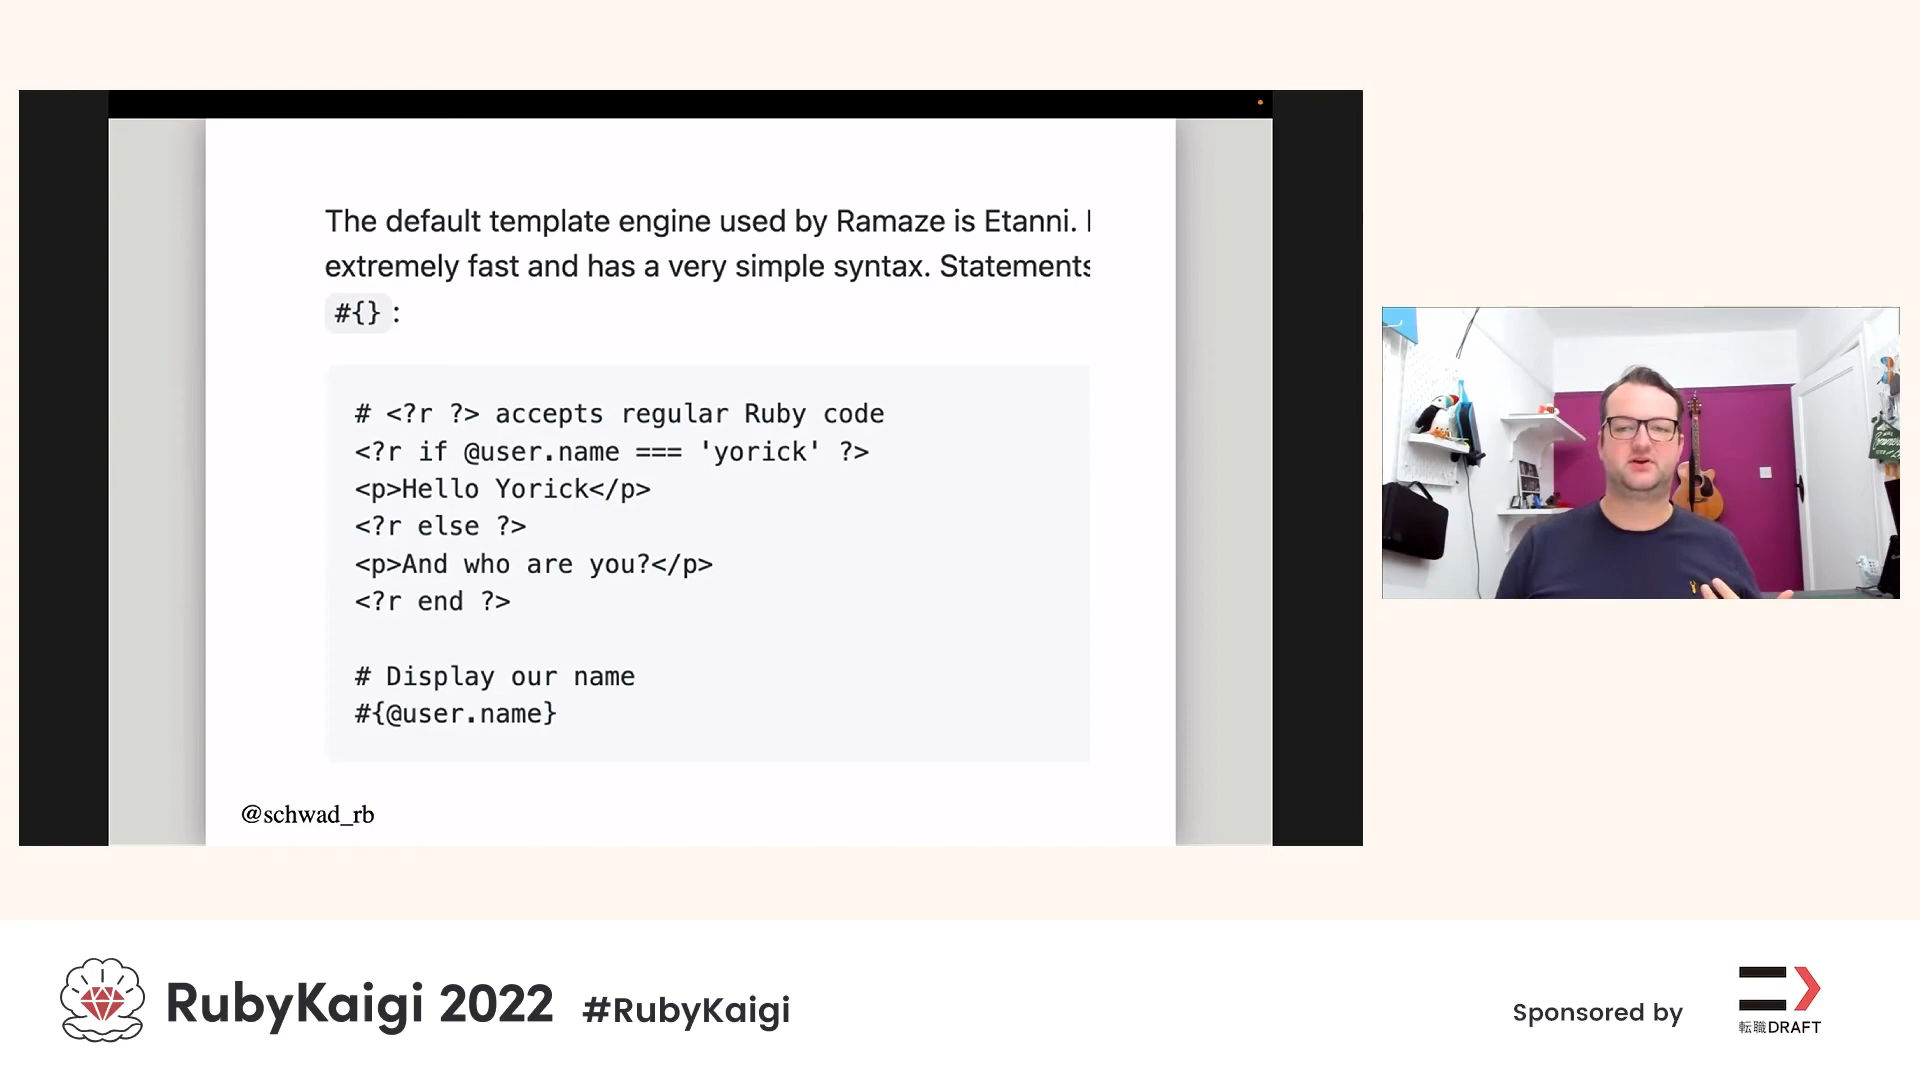 The default template engine used by Ramaze is Etanni.
extremely fast and has a very simple syntax. Statements
#{} :
# <?r ?> accepts regular Ruby code
<?r if @user.name === 'yorick' ?>
<p>Hello Yorick</p>
<?r else ?>
<p>And who are you?</p>
<?r end ?>
# Display our name
#{@user.name}
@schwad_rb
RubyKaigi 2022 #RubyKaigi
Sponsored by
転職DRAFT